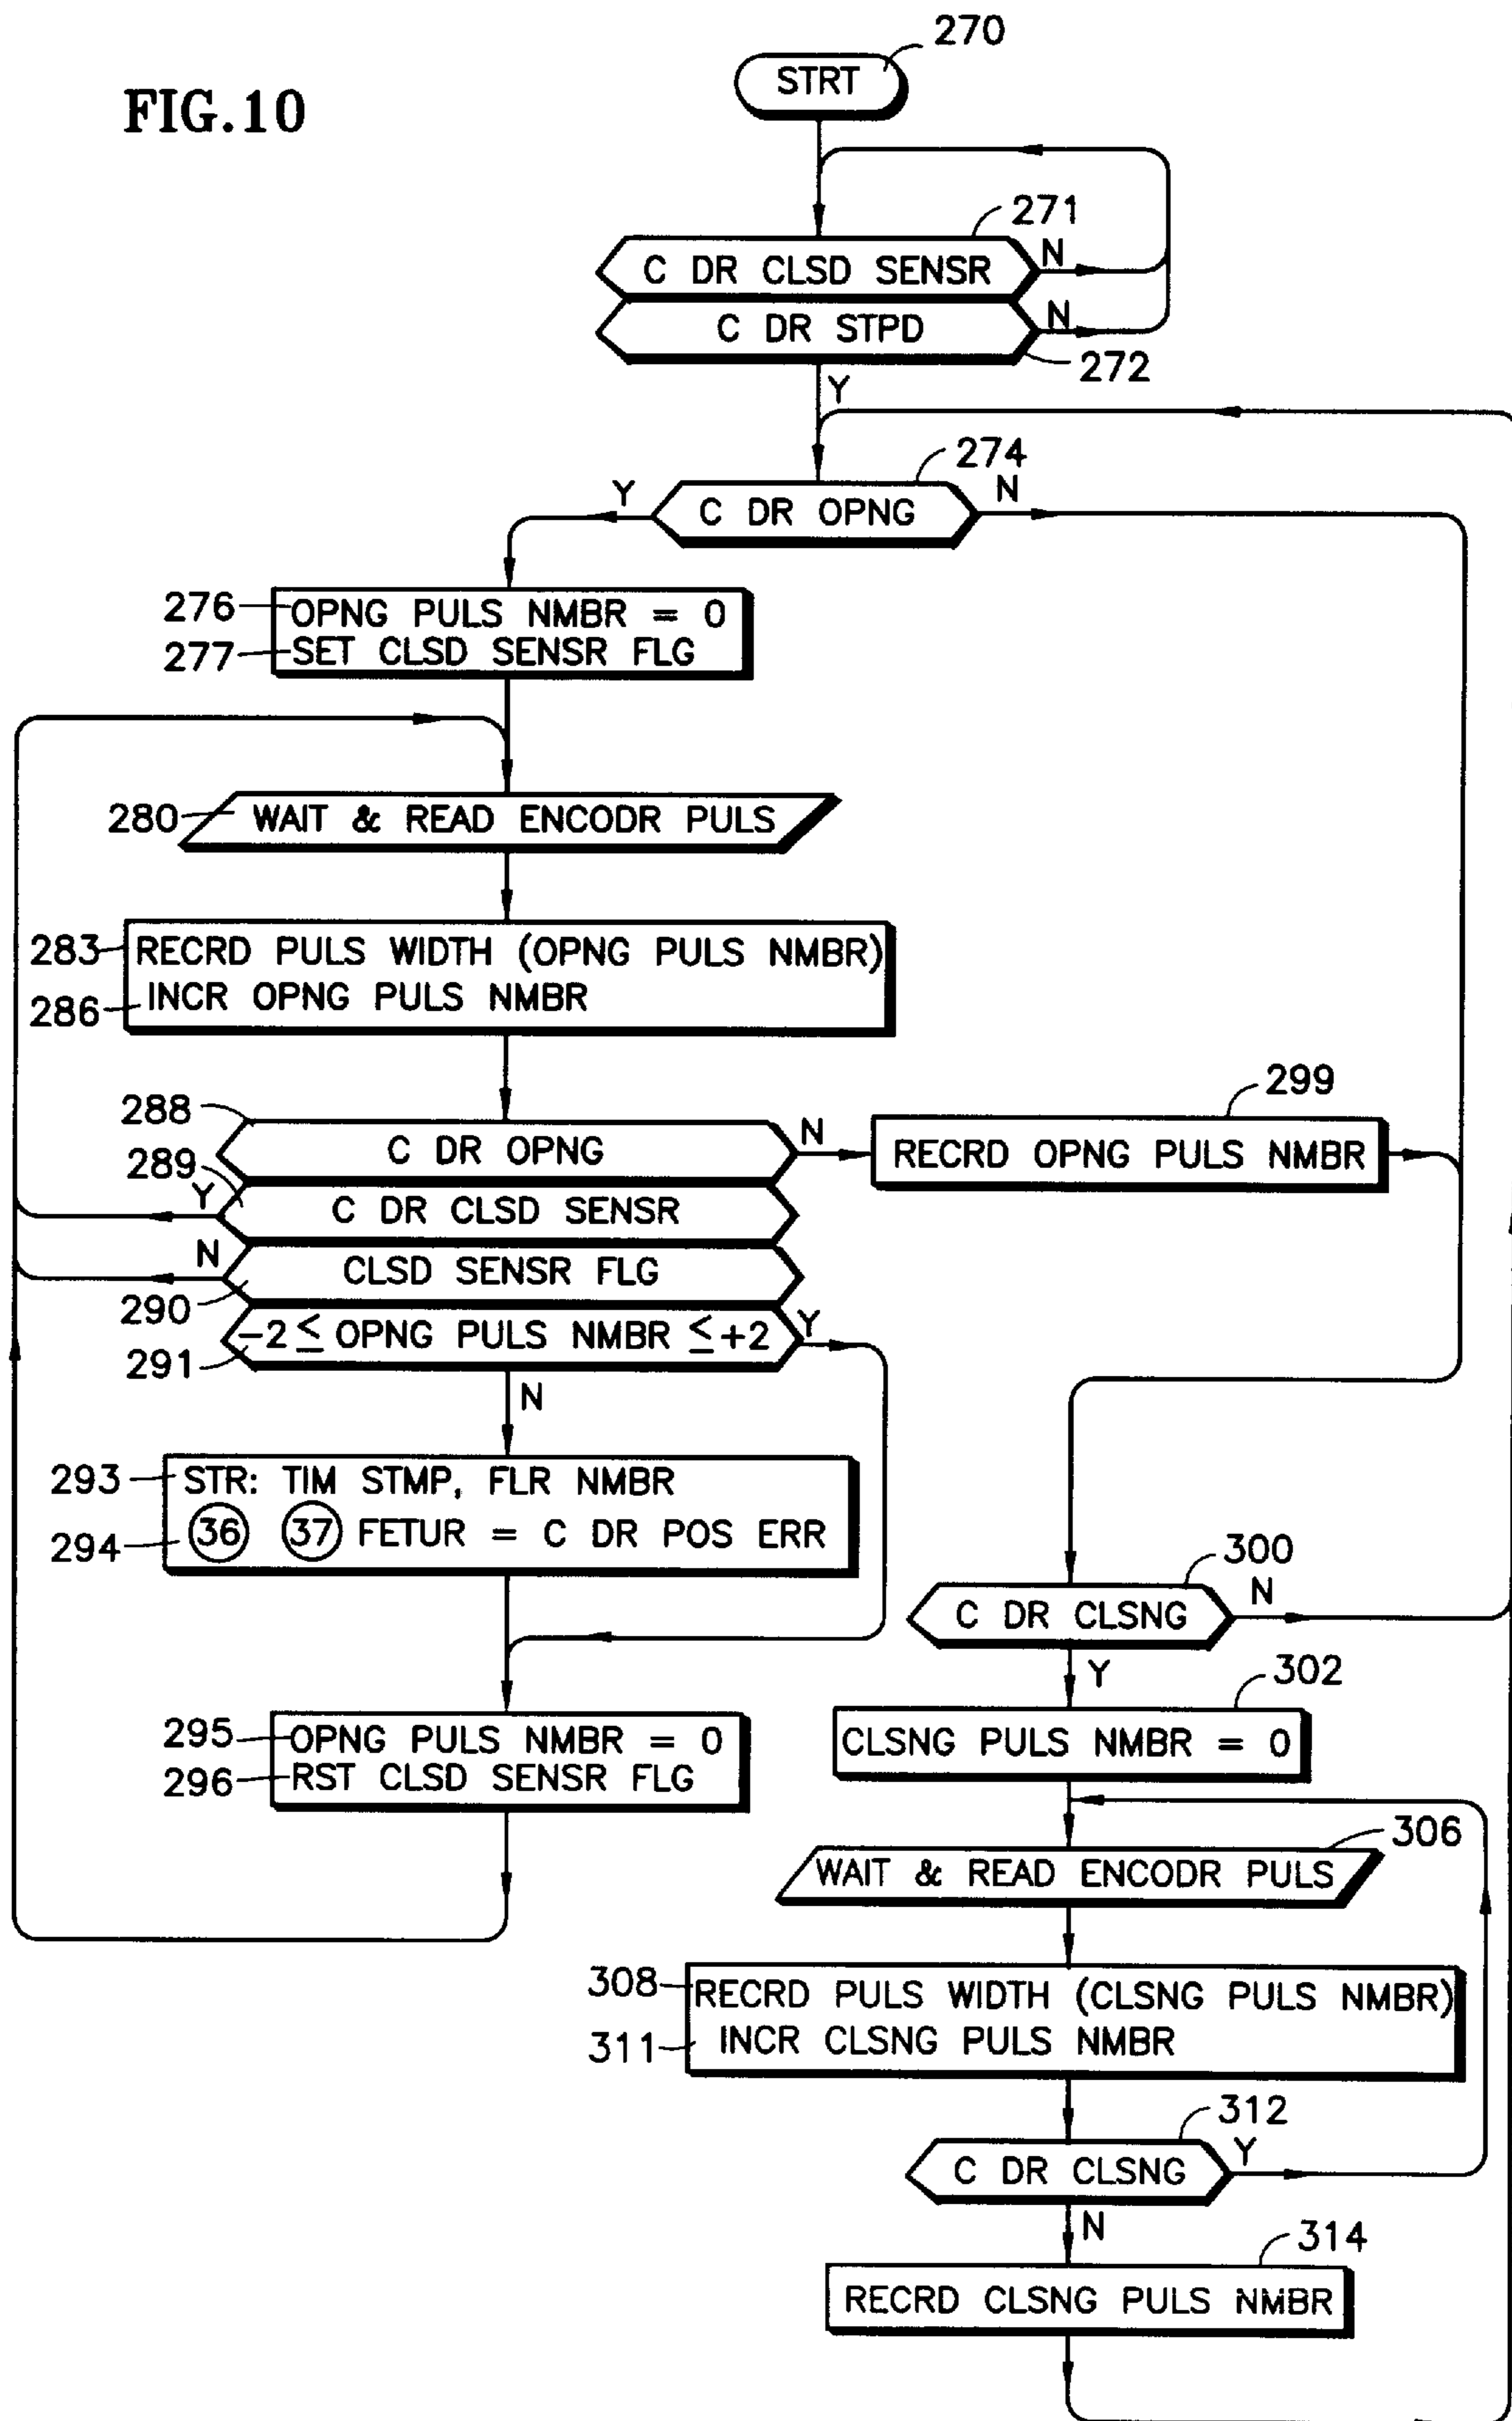 FIG.10
270
STRT
271
C DR CLSD SENSR
N
C DR STPD
N
272
Y
274
Y
C DR OPNG
N
276
OPNG PULS NMBR = 0
277
SET CLSD SENSR FLG
280
WAIT & READ ENCODR PULS
283
RECRD PULS WIDTH (OPNG PULS NMBR)
286
INCR OPNG PULS NMBR
288
C DR OPNG
N
299
RECRD OPNG PULS NMBR
289
Y
C DR CLSD SENSR
N
CLSD SENSR FLG
290
-2 ≤ OPNG PULS NMBR ≤ +2
Y
291
N
293
STR: TIM STMP, FLR NMBR
294
36 37 FETUR = C DR POS ERR
300
C DR CLSNG
N
Y
295
OPNG PULS NMBR = 0
296
RST CLSD SENSR FLG
302
CLSNG PULS NMBR = 0
306
WAIT & READ ENCODR PULS
308
RECRD PULS WIDTH (CLSNG PULS NMBR)
311
INCR CLSNG PULS NMBR
312
C DR CLSNG
Y
N
314
RECRD CLSNG PULS NMBR